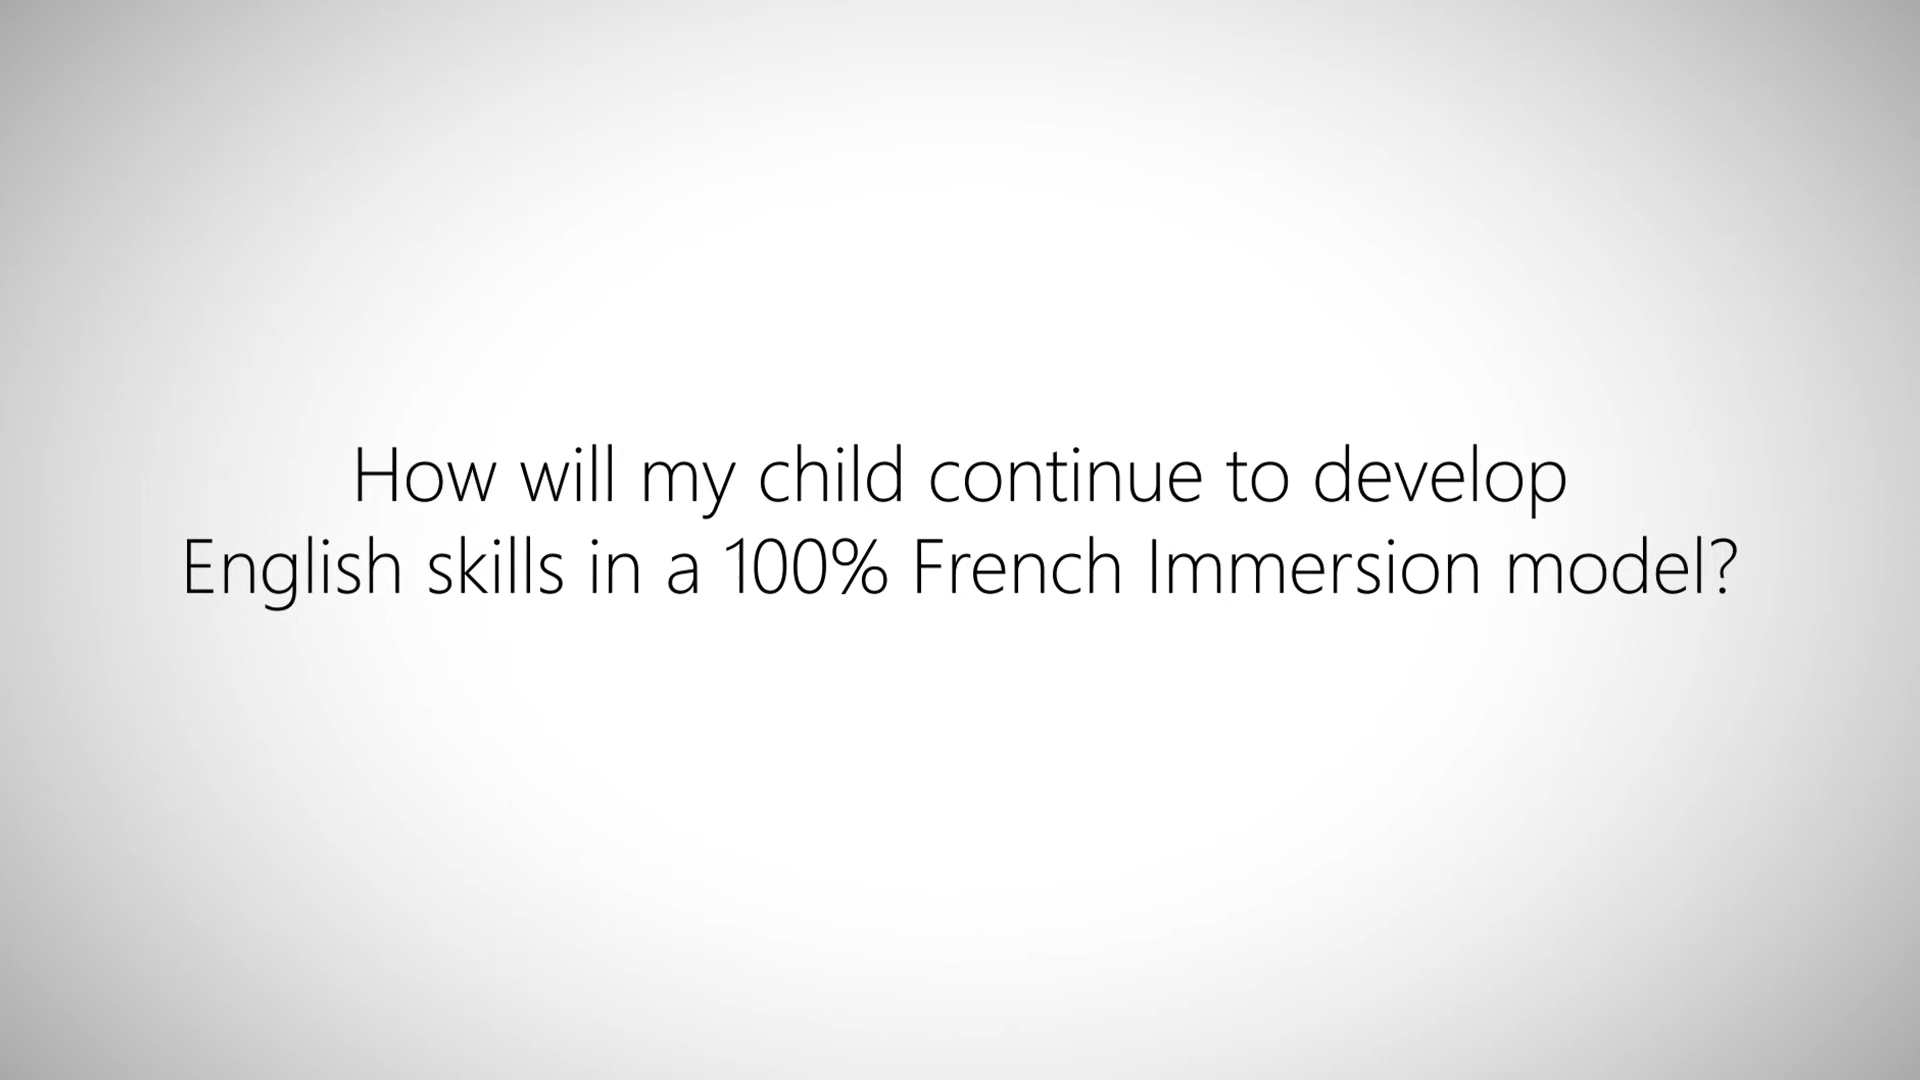 How will my child continue to develop
English skills in a 100% French Immersion model?